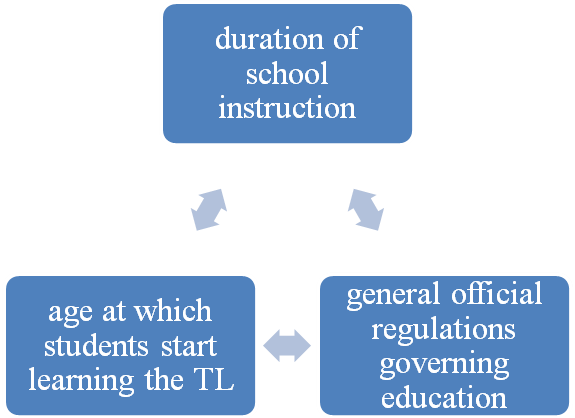 duration of
school
instruction
age at which
students start
learning the TL
general official
regulations
governing
education